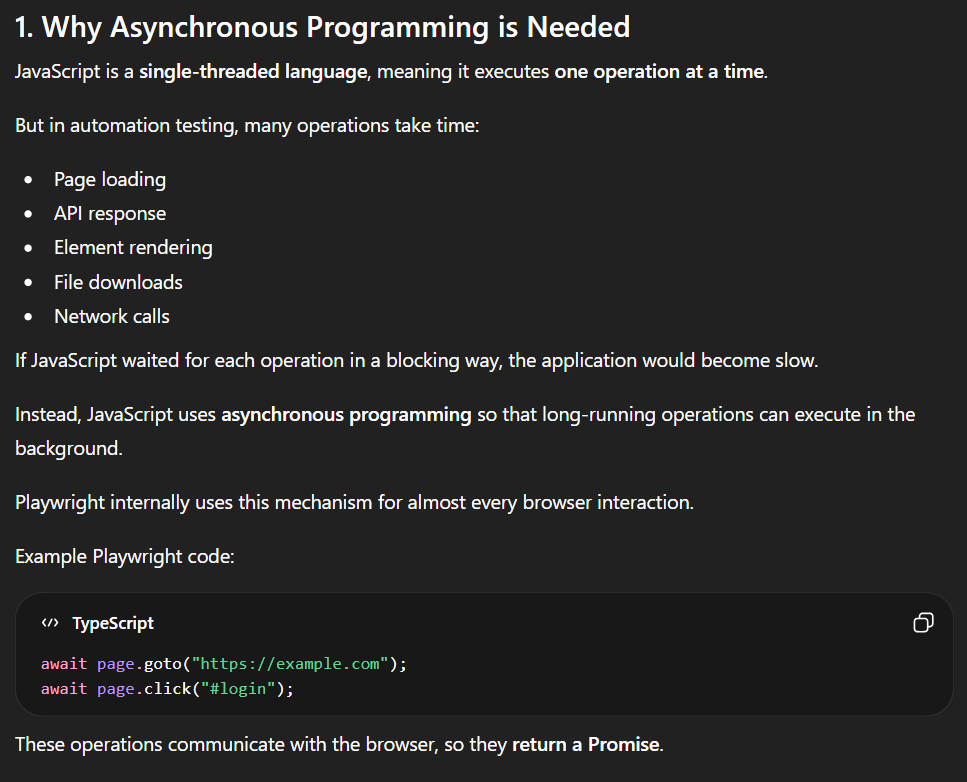 1. Why Asynchronous Programming is Needed
JavaScript is a single-threaded language, meaning it executes one operation at a time.
But in automation testing, many operations take time:
• Page loading
• API response
• Element rendering
• File downloads
• Network calls
If JavaScript waited for each operation in a blocking way, the application would become slow.
Instead, JavaScript uses asynchronous programming so that long-running operations can execute in the
background.
Playwright internally uses this mechanism for almost every browser interaction.
Example Playwright code:
</> TypeScript
await page.goto("https://example.com");
await page.click("#login");
These operations communicate with the browser, so they return a Promise.